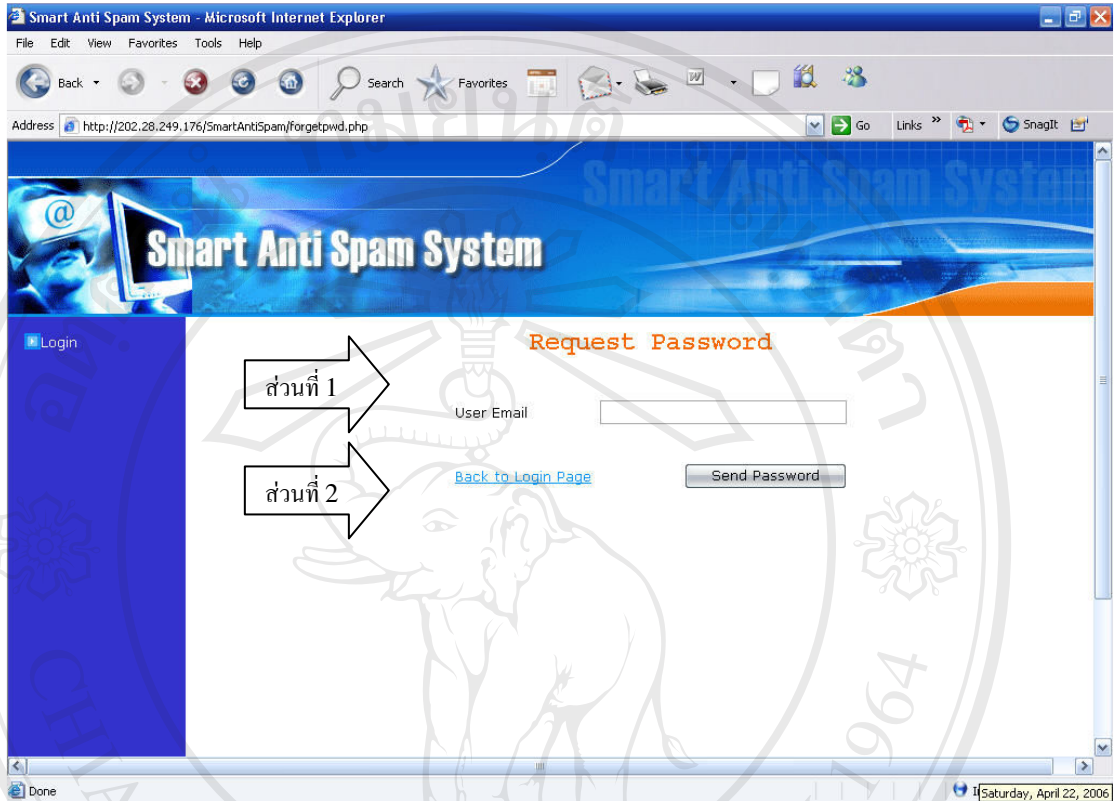 Smart Anti Spam System - Microsoft Internet Explorer
File Edit View Favorites Tools Help
Back Search Favorites
Address http://202.28.249.176/SmartAntiSpam/forgetpwd.php Go Links » SnagIt
Smart Anti Spam System
Smart Anti Spam System
Login
Request Password
ส่วนที่ 1
User Email
ส่วนที่ 2
Back to Login Page Send Password
1964
Done
Saturday, April 22, 2006